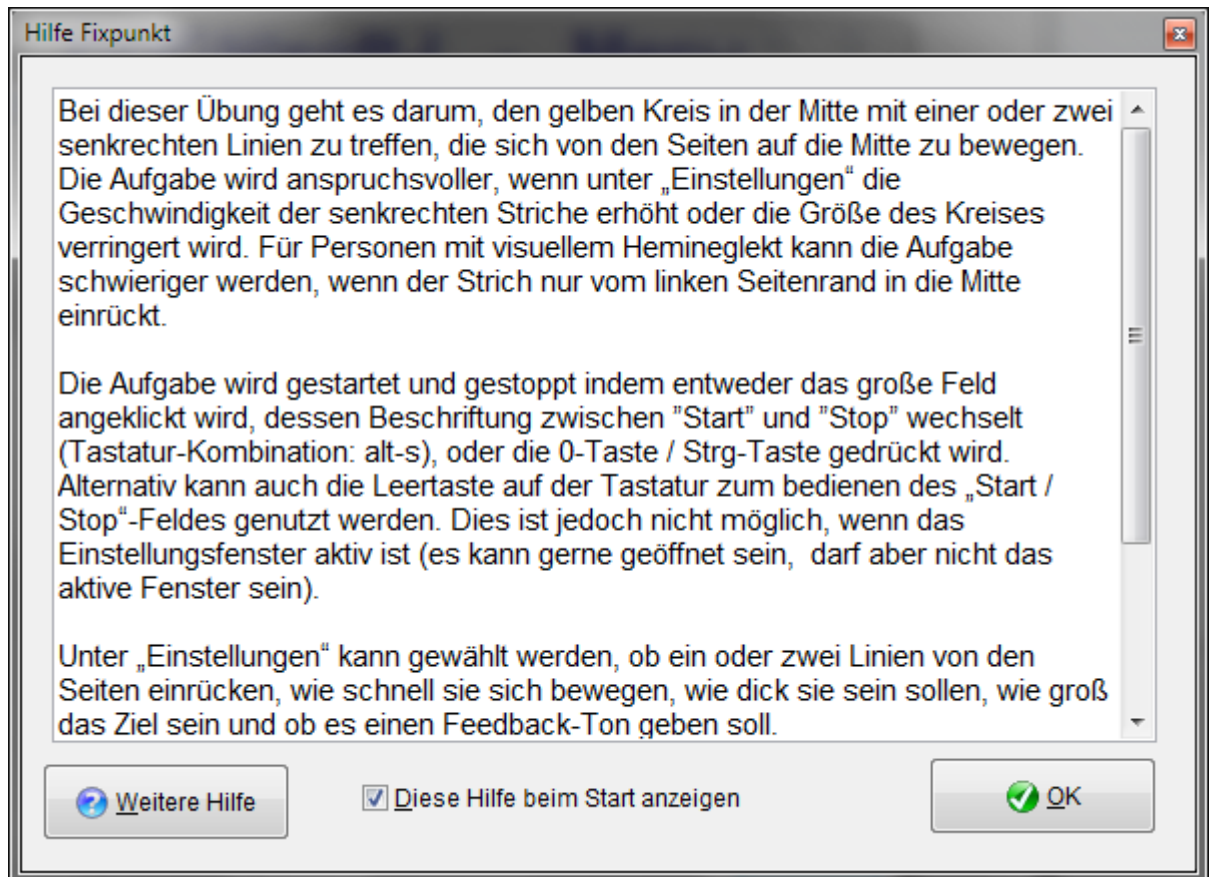 Hilfe Fixpunkt
Bei dieser Übung geht es darum, den gelben Kreis in der Mitte mit einer oder zwei
senkrechten Linien zu treffen, die sich von den Seiten auf die Mitte zu bewegen.
Die Aufgabe wird anspruchsvoller, wenn unter „Einstellungen“ die
Geschwindigkeit der senkrechten Striche erhöht oder die Größe des Kreises
verringert wird. Für Personen mit visuellem Hemineglekt kann die Aufgabe
schwieriger werden, wenn der Strich nur vom linken Seitenrand in die Mitte
einrückt.
Die Aufgabe wird gestartet und gestoppt indem entweder das große Feld
angeklickt wird, dessen Beschriftung zwischen ”Start” und ”Stop” wechselt
(Tastatur-Kombination: alt-s), oder die 0-Taste / Strg-Taste gedrückt wird.
Alternativ kann auch die Leertaste auf der Tastatur zum bedienen des „Start /
Stop“-Feldes genutzt werden. Dies ist jedoch nicht möglich, wenn das
Einstellungsfenster aktiv ist (es kann gerne geöffnet sein,  darf aber nicht das
aktive Fenster sein).
Unter „Einstellungen“ kann gewählt werden, ob ein oder zwei Linien von den
Seiten einrücken, wie schnell sie sich bewegen, wie dick sie sein sollen, wie groß
das Ziel sein und ob es einen Feedback-Ton geben soll.
Weitere Hilfe
Diese Hilfe beim Start anzeigen
OK